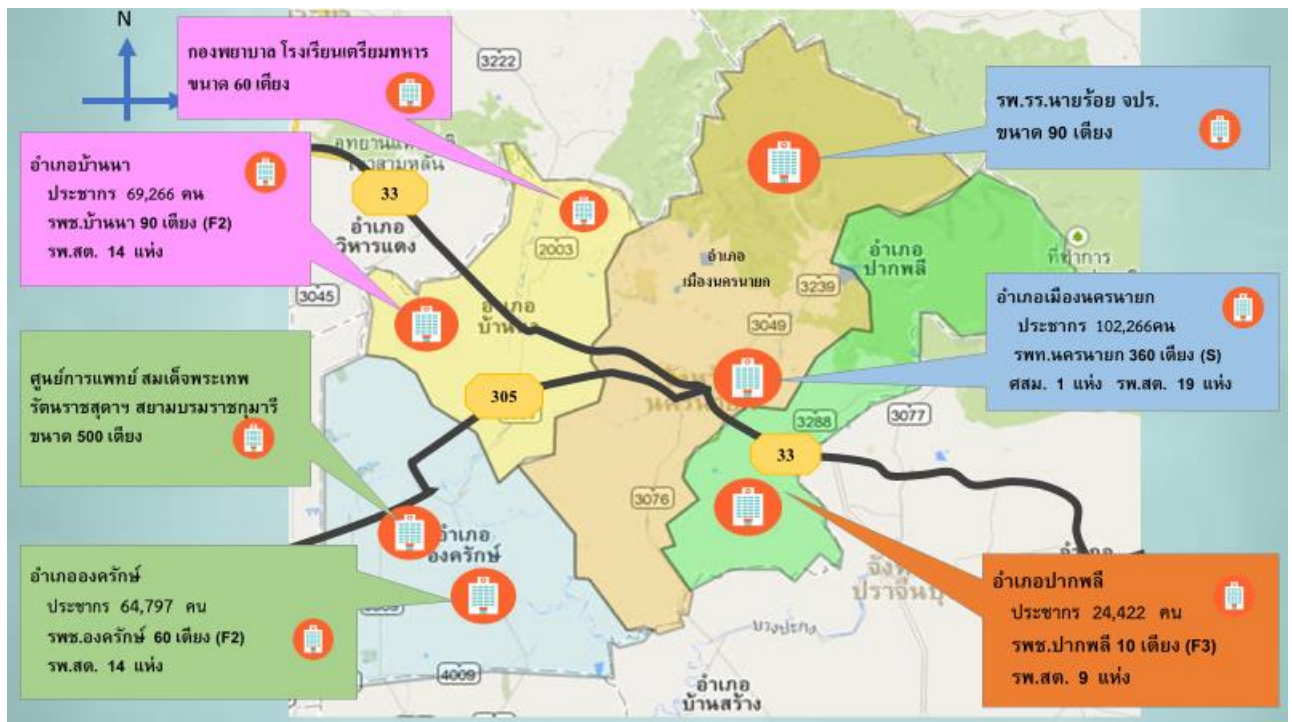 N
กองพยาบาล โรงเรียนเตรียมทหาร
ขนาด 60 เตียง
3222
รพ.รร.นายร้อย จปร.
ขนาด 90 เตียง
อำเภอบ้านนา
ประชากร 69,266 คน
รพช.บ้านนา 90 เตียง (F2)
รพ.สต. 14 แห่ง
33
อำเภอ
วิหารแดง
2003
อำเภอ
เมืองนครนายก
อำเภอ
ปากพลี
ที่ทำการ
3045
3239
3049
อำเภอ
อำเภอเมืองนครนายก
ประชากร 102,266คน
รพท.นครนายก 360 เตียง (S)
ศสม. 1 แห่ง รพ.สต. 19 แห่ง
ศูนย์การแพทย์ สมเด็จพระเทพ
รัตนราชสุดาฯ สยามบรมราชกุมารี
ขนาด 500 เตียง
305
3288
3077
33
3076
อำเภอ
องครักษ์
อำเภอองครักษ์
ประชากร 64,797 คน
รพช.องครักษ์ 60 เตียง (F2)
รพ.สต. 14 แห่ง
อำเภอปากพลี
ประชากร 24,422 คน
รพช.ปากพลี 10 เตียง (F3)
รพ.สต. 9 แห่ง
บางปะกง
4009
อำเภอ
บ้านสร้าง